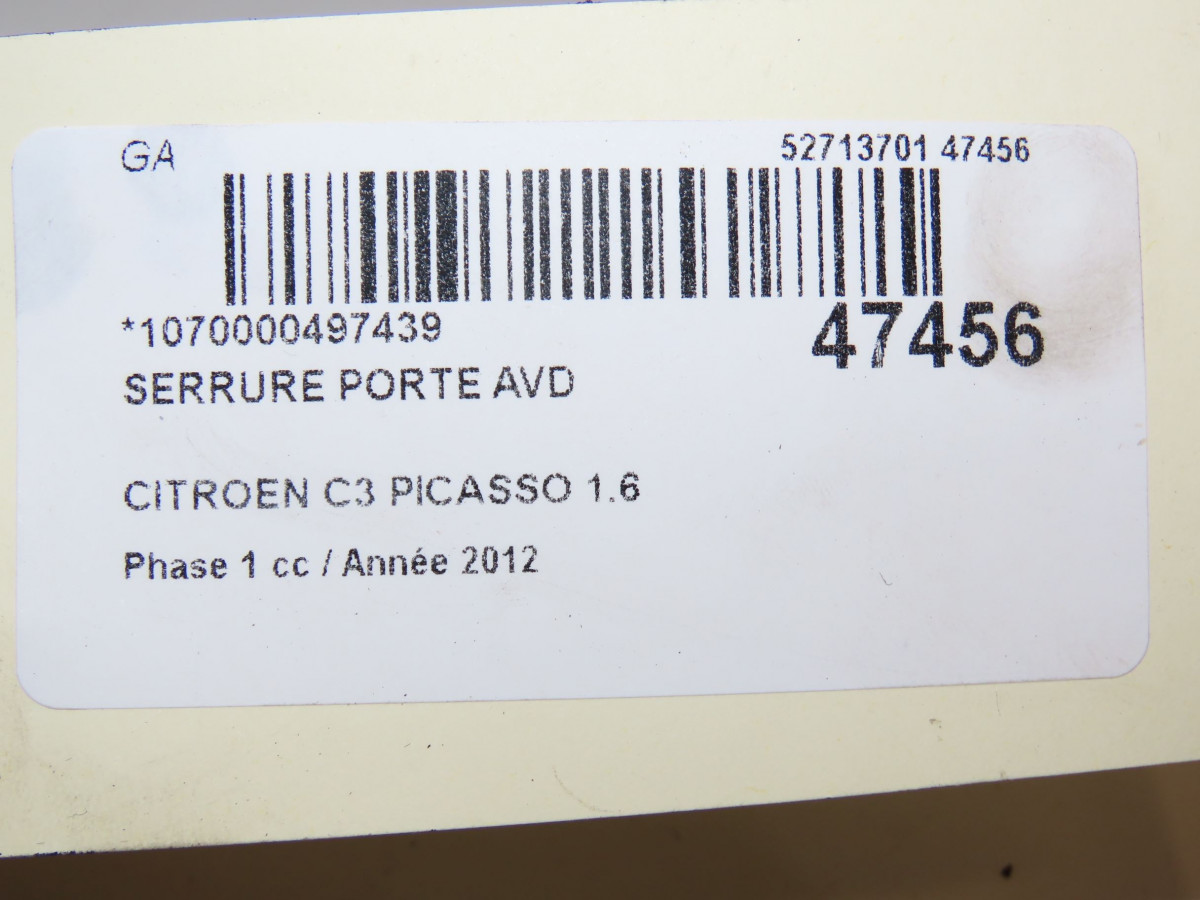 GA 52713701 47456
*1070000497439 47456
SERRURE PORTE AVD
CITROEN C3 PICASSO 1.6
Phase 1 cc / Année 2012